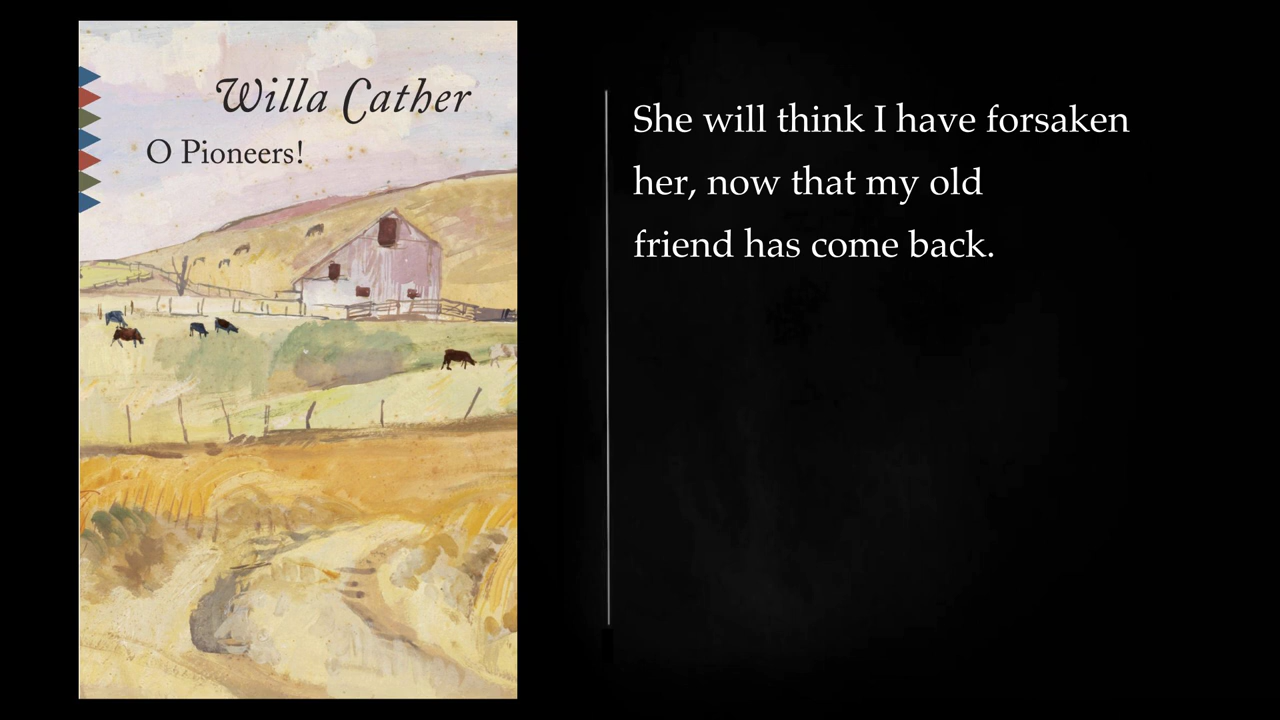 Willa Cather
O Pioneers!
She will think I have forsaken
her, now that my old
friend has come back.